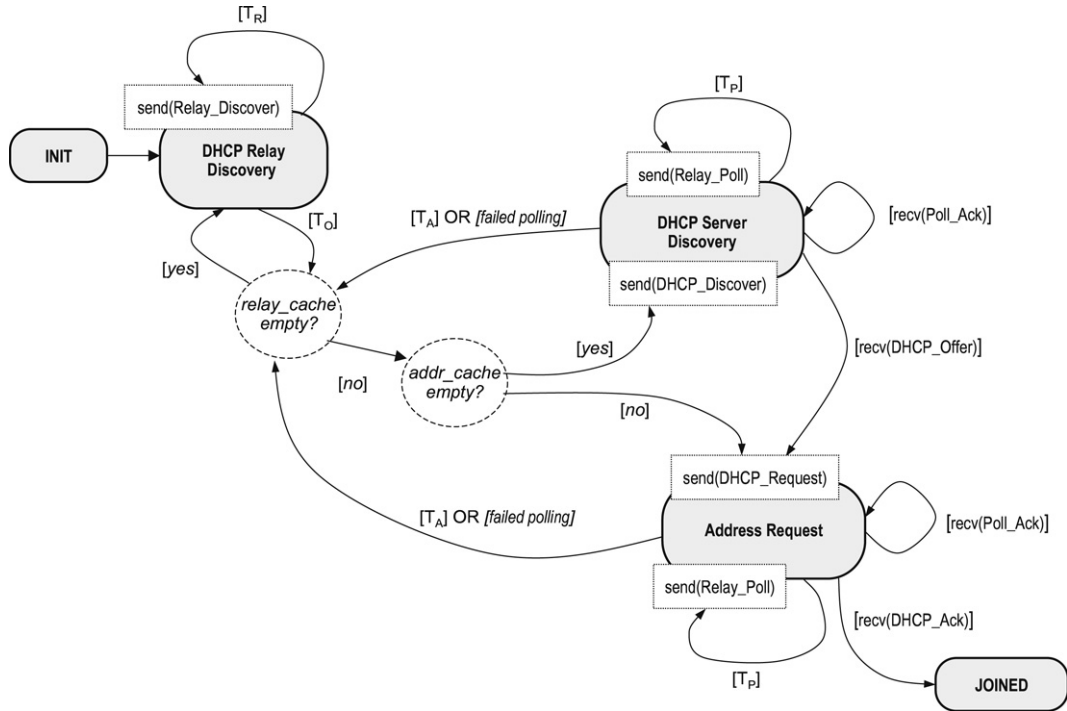 [T_R]
send(Relay_Discover)
INIT
DHCP Relay
Discovery
[T_P]
send(Relay_Poll)
DHCP Server
Discovery
[recv(Poll_Ack)]
send(DHCP_Discover)
[T_O]
[T_A] OR [failed polling]
[yes]
relay_cache
empty?
[no]
addr_cache
empty?
[yes]
[no]
[recv(DHCP_Offer)]
send(DHCP_Request)
[T_A] OR [failed polling]
Address Request
[recv(Poll_Ack)]
send(Relay_Poll)
[recv(DHCP_Ack)]
[T_P]
JOINED